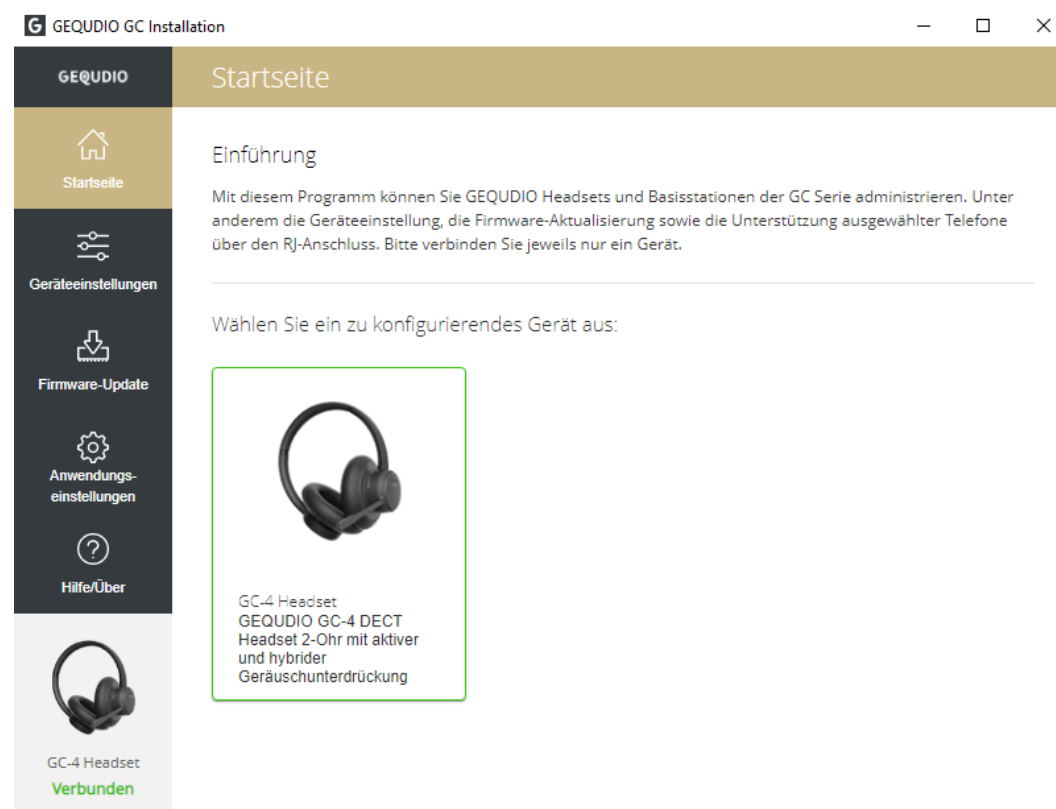 G GEQUDIO GC Installation
GEQUDIO
Startseite
Startseite
Geräteeinstellungen
Firmware-Update
Anwendungs-
einstellungen
Hilfe/Über
GC-4 Headset
Verbunden
Einführung
Mit diesem Programm können Sie GEQUDIO Headsets und Basisstationen der GC Serie administrieren. Unter
anderem die Geräteeinstellung, die Firmware-Aktualisierung sowie die Unterstützung ausgewählter Telefone
über den RJ-Anschluss. Bitte verbinden Sie jeweils nur ein Gerät.
Wählen Sie ein zu konfigurierendes Gerät aus:
GC-4 Headset
GEQUDIO GC-4 DECT
Headset 2-Ohr mit aktiver
und hybrider
Geräuschunterdrückung